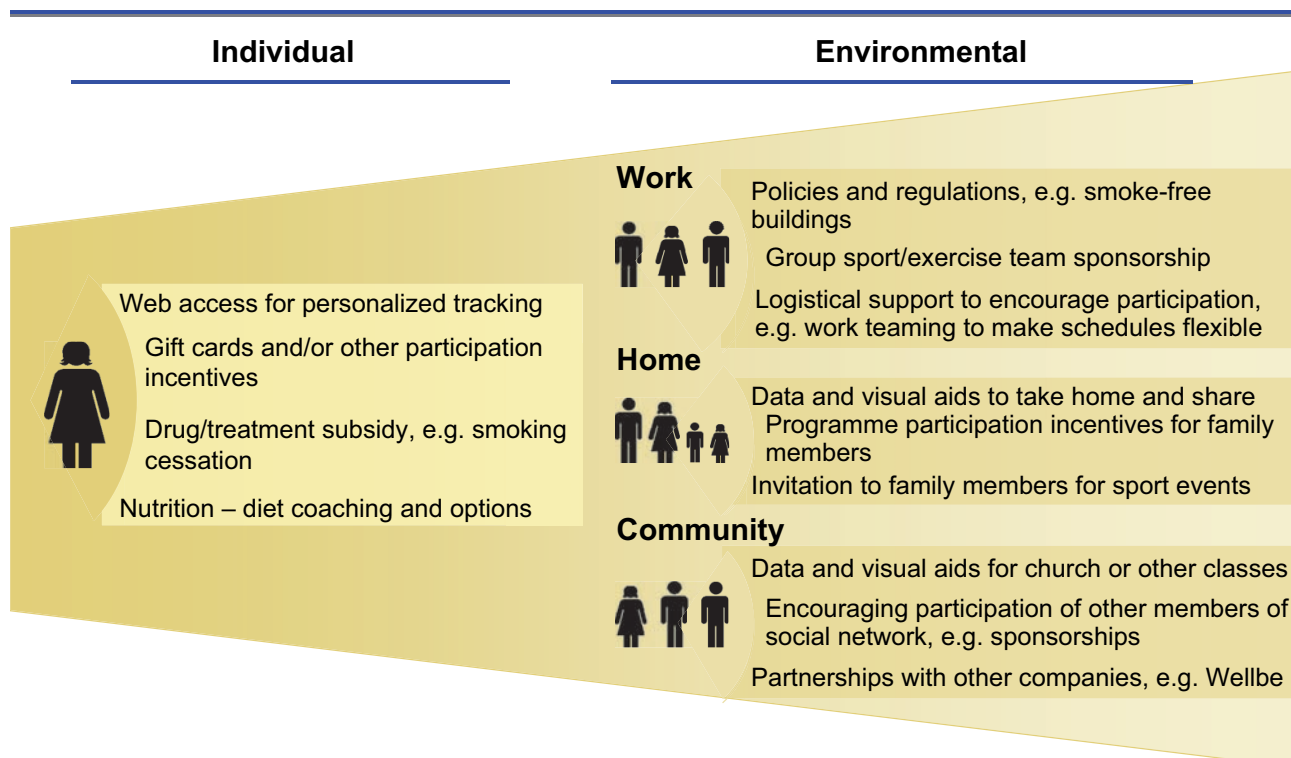 Individual
Environmental
Web access for personalized tracking
Gift cards and/or other participation
incentives
Drug/treatment subsidy, e.g. smoking
cessation
Nutrition – diet coaching and options
Work
Policies and regulations, e.g. smoke-free
buildings
Group sport/exercise team sponsorship
Logistical support to encourage participation,
e.g. work teaming to make schedules flexible
Home
Data and visual aids to take home and share
Programme participation incentives for family
members
Invitation to family members for sport events
Community
Data and visual aids for church or other classes
Encouraging participation of other members of
social network, e.g. sponsorships
Partnerships with other companies, e.g. Wellbe